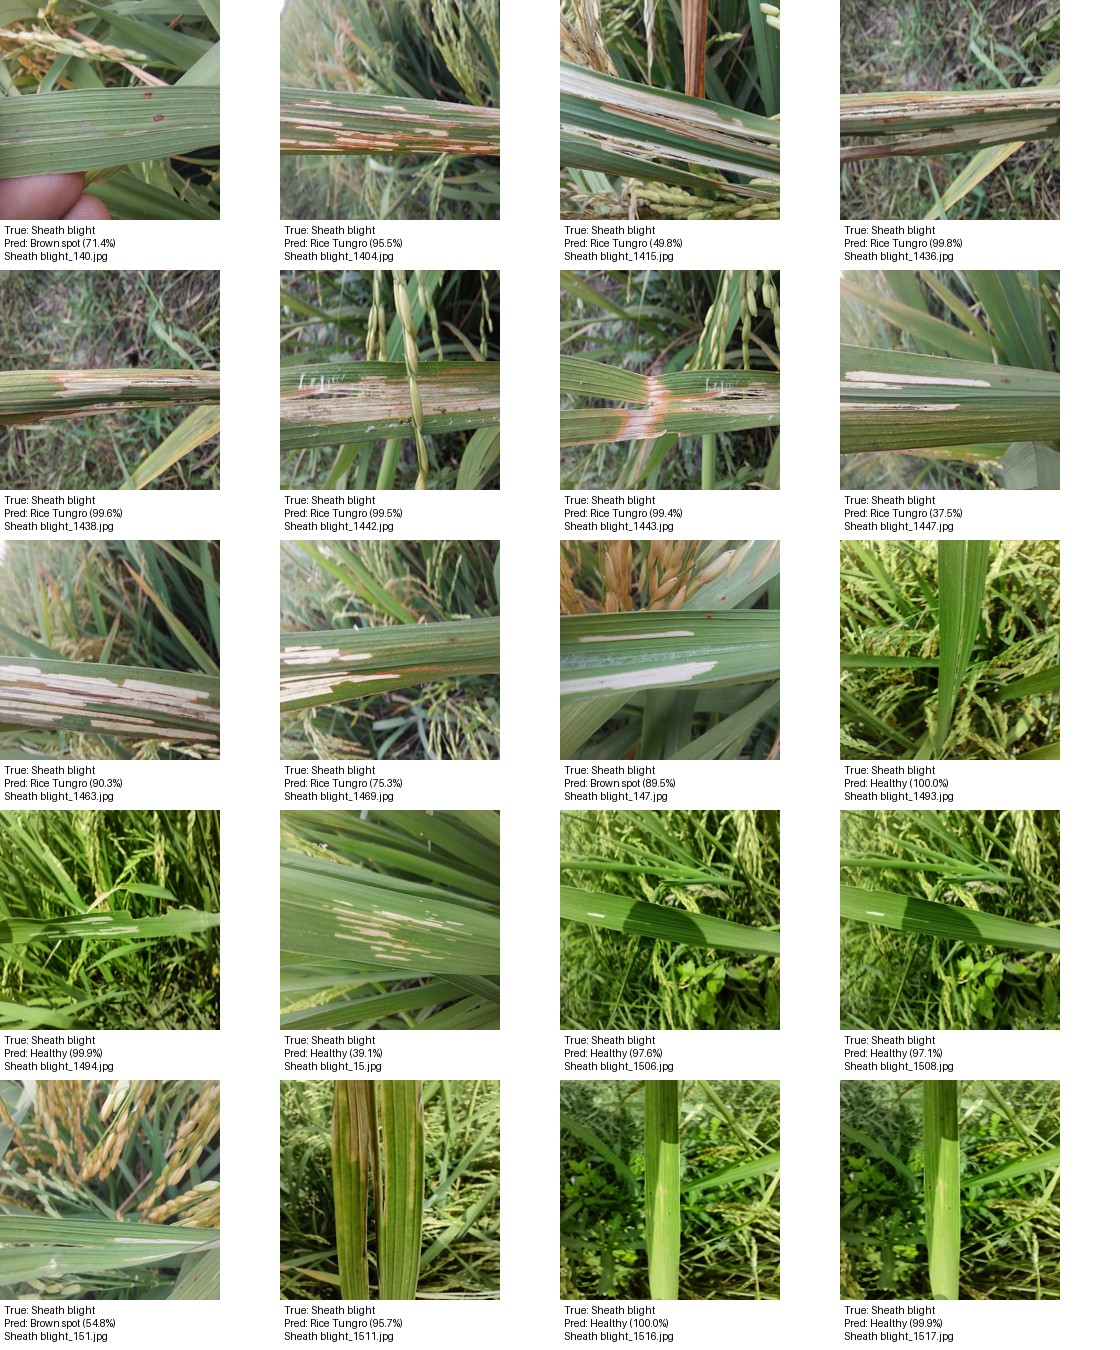 True: Sheath blight
Pred: Brown spot (71.4%)
Sheath blight_140.jpg
True: Sheath blight
Pred: Rice Tungro (95.5%)
Sheath blight_1404.jpg
True: Sheath blight
Pred: Rice Tungro (49.8%)
Sheath blight_1415.jpg
True: Sheath blight
Pred: Rice Tungro (99.8%)
Sheath blight_1436.jpg
True: Sheath blight
Pred: Rice Tungro (99.6%)
Sheath blight_1438.jpg
True: Sheath blight
Pred: Rice Tungro (99.5%)
Sheath blight_1442.jpg
True: Sheath blight
Pred: Rice Tungro (99.4%)
Sheath blight_1443.jpg
True: Sheath blight
Pred: Rice Tungro (37.5%)
Sheath blight_1447.jpg
True: Sheath blight
Pred: Rice Tungro (90.3%)
Sheath blight_1463.jpg
True: Sheath blight
Pred: Rice Tungro (75.3%)
Sheath blight_1469.jpg
True: Sheath blight
Pred: Brown spot (89.5%)
Sheath blight_147.jpg
True: Sheath blight
Pred: Healthy (100.0%)
Sheath blight_1493.jpg
True: Sheath blight
Pred: Healthy (99.9%)
Sheath blight_1494.jpg
True: Sheath blight
Pred: Healthy (39.1%)
Sheath blight_15.jpg
True: Sheath blight
Pred: Healthy (97.6%)
Sheath blight_1506.jpg
True: Sheath blight
Pred: Healthy (97.1%)
Sheath blight_1508.jpg
True: Sheath blight
Pred: Brown spot (54.8%)
Sheath blight_151.jpg
True: Sheath blight
Pred: Rice Tungro (95.7%)
Sheath blight_1511.jpg
True: Sheath blight
Pred: Healthy (100.0%)
Sheath blight_1516.jpg
True: Sheath blight
Pred: Healthy (99.9%)
Sheath blight_1517.jpg